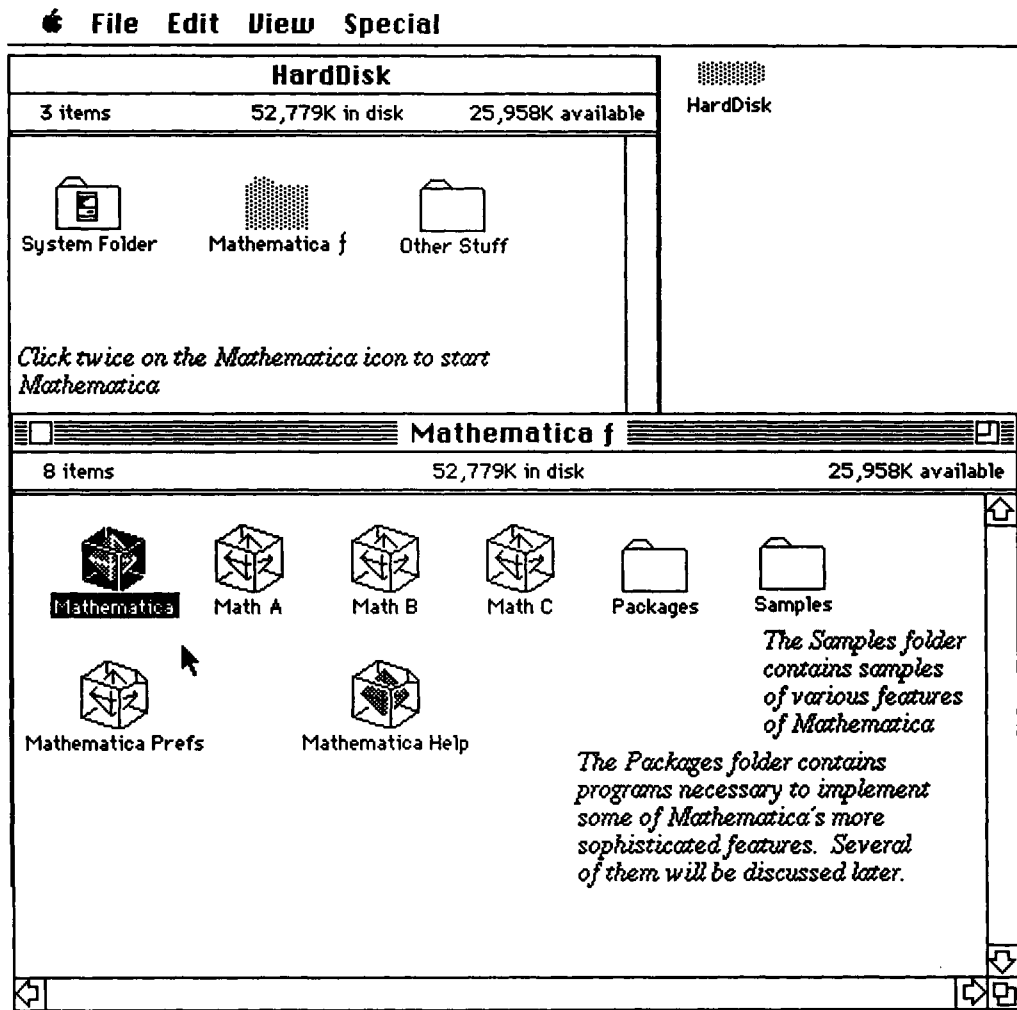 File Edit View Special
HardDisk
3 items 52,779K in disk 25,958K available
HardDisk
System Folder Mathematica ƒ Other Stuff
Click twice on the Mathematica icon to start
Mathematica
Mathematica ƒ
8 items 52,779K in disk 25,958K available
Mathematica Math A Math B Math C Packages Samples
The Samples folder
contains samples
of various features
of Mathematica
Mathematica Prefs Mathematica Help
The Packages folder contains
programs necessary to implement
some of Mathematica's more
sophisticated features. Several
of them will be discussed later.